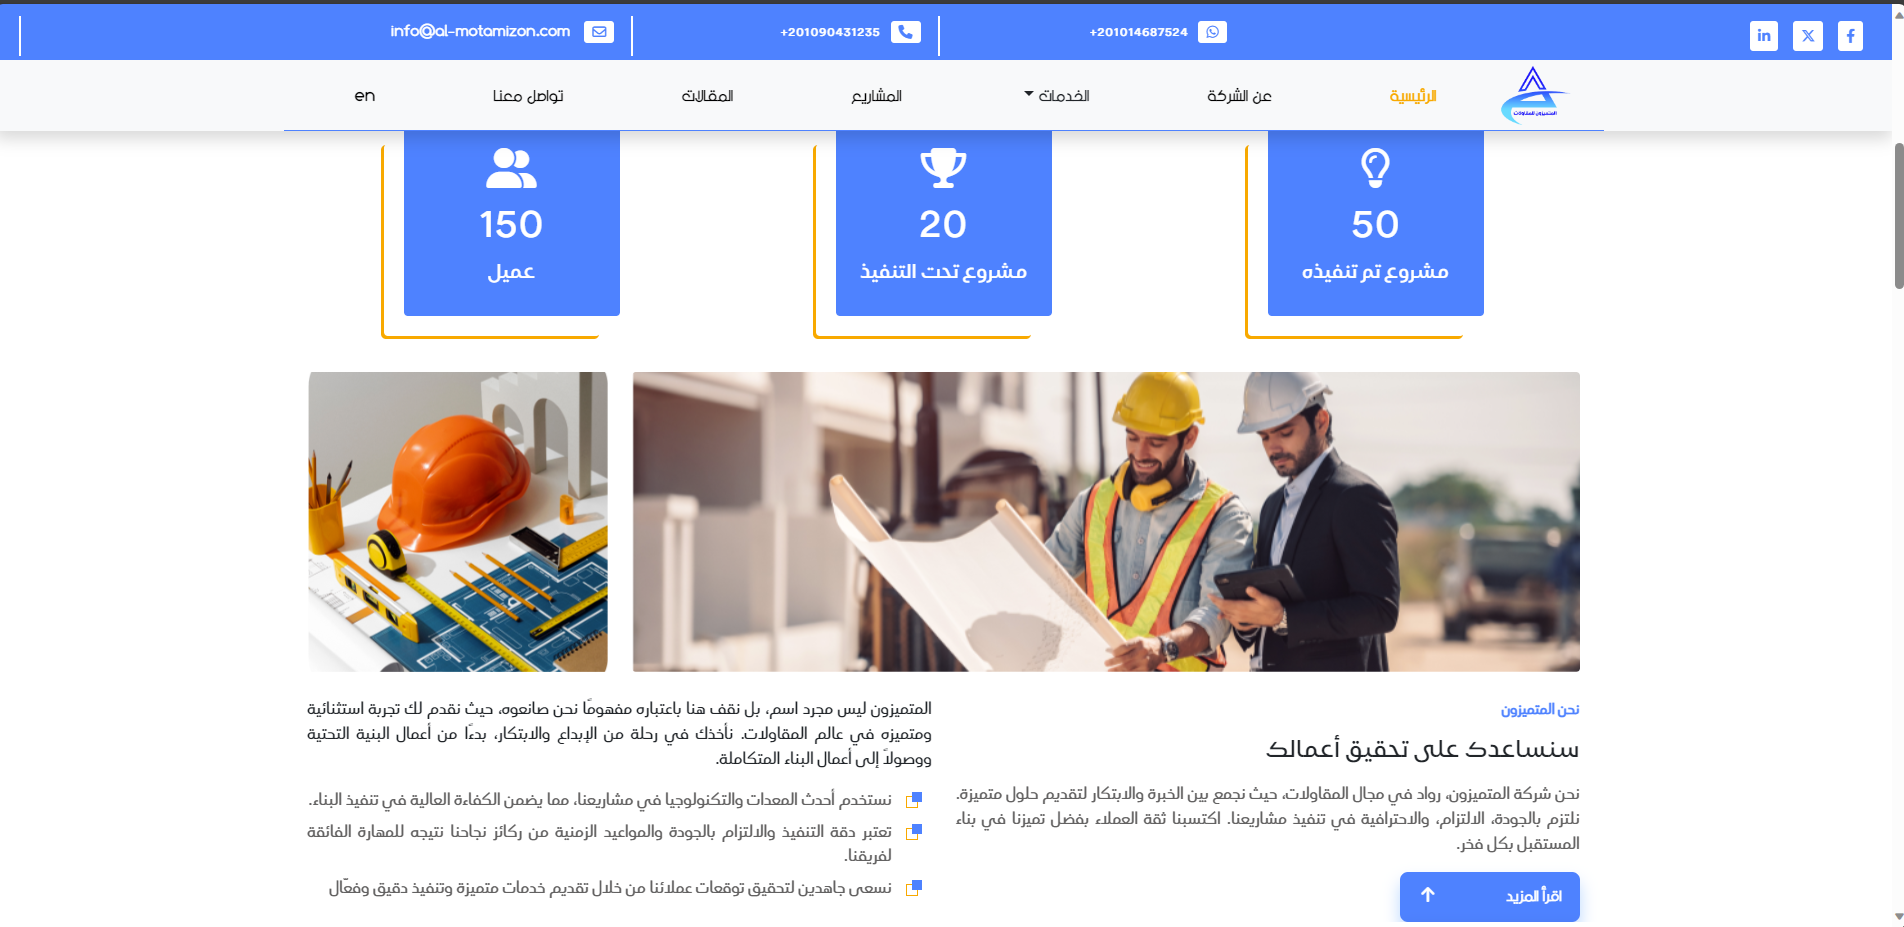 +201014687524
+201090431235
info@al-motamizon.com
المتميزون للمقاولات
الرئيسية
عن الشركة
الخدمات
المشاريع
المقالات
تواصل معنا
en
50
مشروع تم تنفيذه
20
مشروع تحت التنفيذ
150
عميل
نحن المتميزون
سنساعدك على تحقيق أعمالك
نحن شركة المتميزون، رواد في مجال المقاولات، حيث نجمع بين الخبرة والابتكار لتقديم حلول متميزة.
نلتزم بالجودة، الالتزام، والاحترافية في تنفيذ مشاريعنا. اكتسبنا ثقة العملاء بفضل تميزنا في بناء
المستقبل بكل فخر.
اقرأ المزيد
المتميزون ليس مجرد اسم، بل نقف هنا باعتباره مفهومًا نحن صانعوه، حيث نقدم لك تجربة استثنائية
ومتميزه في عالم المقاولات. نأخذك في رحلة من الإبداع والابتكار، بدءًا من أعمال البنية التحتية
ووصولاً إلى أعمال البناء المتكاملة.
نستخدم أحدث المعدات والتكنولوجيا في مشاريعنا، مما يضمن الكفاءة العالية في تنفيذ البناء.
تعتبر دقة التنفيذ والالتزام بالجودة والمواعيد الزمنية من ركائز نجاحنا نتيجه للمهارة الفائقة
لفريقنا.
نسعى جاهدين لتحقيق توقعات عملائنا من خلال تقديم خدمات متميزة وتنفيذ دقيق وفعّال